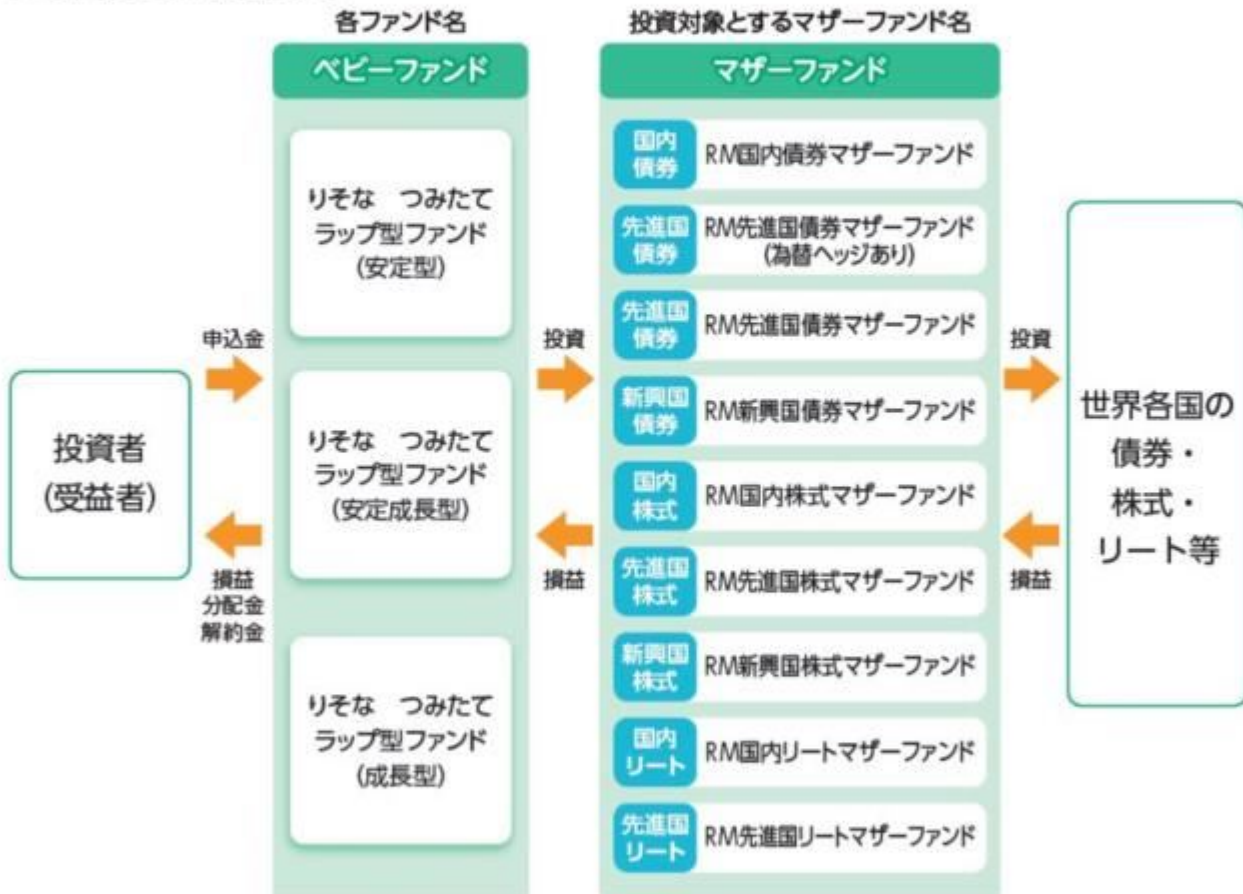 各ファンド名
ベビーファンド
りそな　つみたて
ラップ型ファンド
(安定型)
りそな　つみたて
ラップ型ファンド
(安定成長型)
りそな　つみたて
ラップ型ファンド
(成長型)
投資対象とするマザーファンド名
マザーファンド
国内
債券
RM国内債券マザーファンド
先進国
債券
RM先進国債券マザーファンド
(為替ヘッジあり)
先進国
債券
RM先進国債券マザーファンド
新興国
債券
RM新興国債券マザーファンド
国内
株式
RM国内株式マザーファンド
先進国
株式
RM先進国株式マザーファンド
新興国
株式
RM新興国株式マザーファンド
国内
リート
RM国内リートマザーファンド
先進国
リート
RM先進国リートマザーファンド
投資者
(受益者)
申込金
損益
分配金
解約金
投資
損益
投資
損益
世界各国の
債券・
株式・
リート等